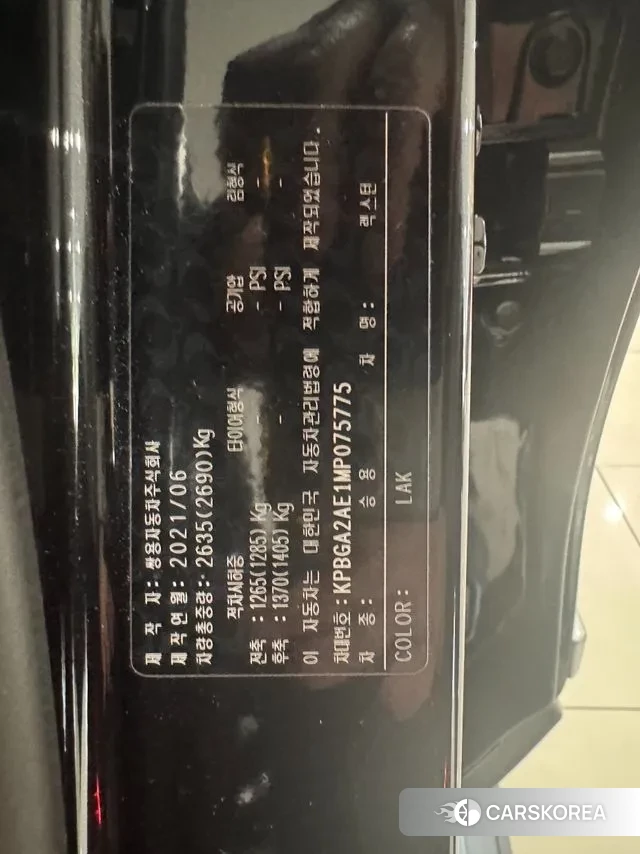 제 작 자: 쌍용자동차주식회사
제작연월: 2021/06
차량총중량: 2635(2690)Kg
적차시하중 타이어형식 공기압 림형식
전축 :1265(1285) Kg - - PSI -
후축 :1370(1405) Kg - - PSI -
이 자동차는 대한민국 자동차관리법령에 적합하게 제작되었습니다.
차대번호:KPBGA2AE1MP075775
차 종: 승용 차 명: 렉스턴
COLOR: LAK
CARSKOREA